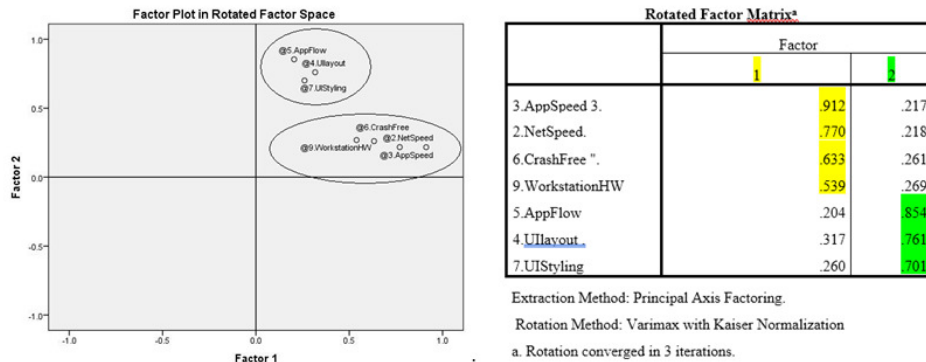 Factor Plot in Rotated Factor Space
1.0
@5.AppFlow
@4.UIlayout
@7.UIStyling
0.5
@6.CrashFree
@2.NetSpeed
@9.WorkstationHW
@3.AppSpeed
Factor 2
0.0
-0.5
-1.0
-1.0 -0.5 0.0 0.5 1.0
Factor 1
Rotated Factor Matrixa
Factor
1 2
3.AppSpeed 3. .912 .217
2.NetSpeed. .770 .218
6.CrashFree ". .633 .261
9.WorkstationHW .539 .269
5.AppFlow .204 .854
4.UIlayout . .317 .761
7.UIStyling .260 .701
Extraction Method: Principal Axis Factoring.
Rotation Method: Varimax with Kaiser Normalization
a. Rotation converged in 3 iterations.